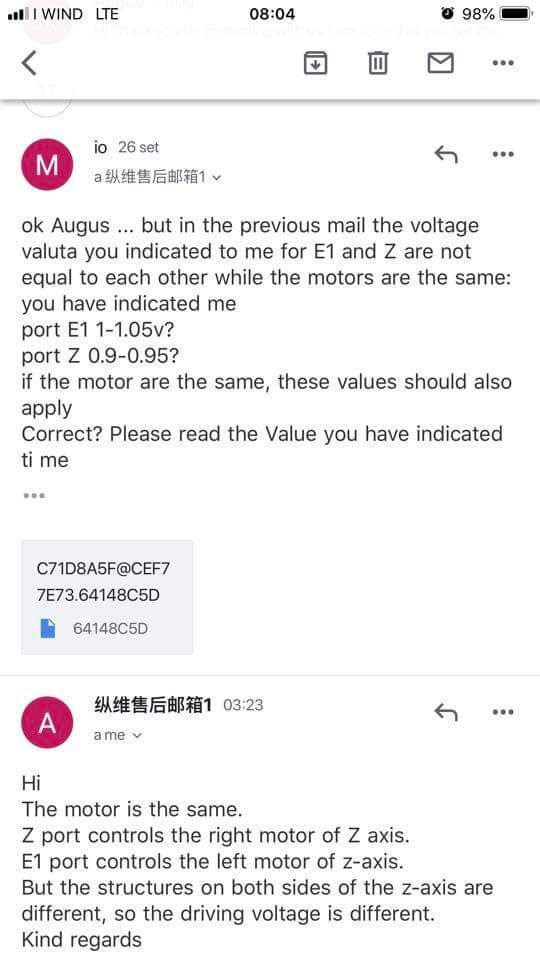 I WIND LTE 08:04 98%
io 26 set
a 纵维售后邮箱1
ok Augus ... but in the previous mail the voltage
valuta you indicated to me for E1 and Z are not
equal to each other while the motors are the same:
you have indicated me
port E1 1-1.05v?
port Z 0.9-0.95?
if the motor are the same, these values should also
apply
Correct? Please read the Value you have indicated
ti me
C71D8A5F@CEF7
7E73.64148C5D
64148C5D
M
纵维售后邮箱1 03:23
a me
A
Hi
The motor is the same.
Z port controls the right motor of Z axis.
E1 port controls the left motor of z-axis.
But the structures on both sides of the z-axis are
different, so the driving voltage is different.
Kind regards